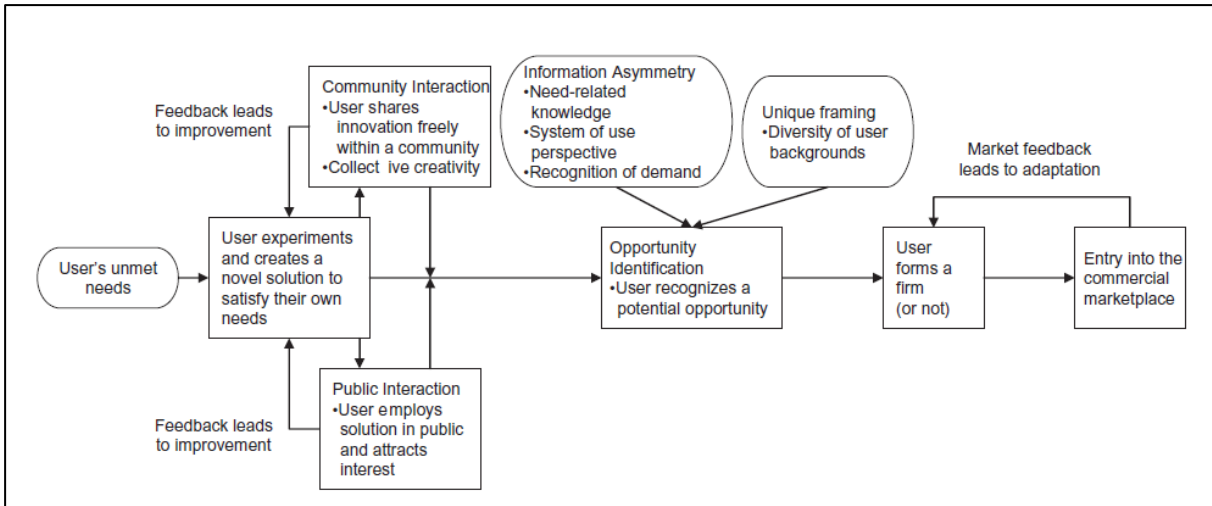 Community Interaction
•User shares
innovation freely
within a community
•Collect ive creativity
Feedback leads
to improvement
Information Asymmetry
•Need-related
knowledge
•System of use
perspective
•Recognition of demand
Unique framing
•Diversity of user
backgrounds
Market feedback
leads to adaptation
User's unmet
needs
User experiments
and creates a
novel solution to
satisfy their own
needs
Opportunity
Identification
•User recognizes a
potential opportunity
User
forms a
firm
(or not)
Entry into the
commercial
marketplace
Public Interaction
•User employs
solution in public
and attracts
interest
Feedback leads
to improvement